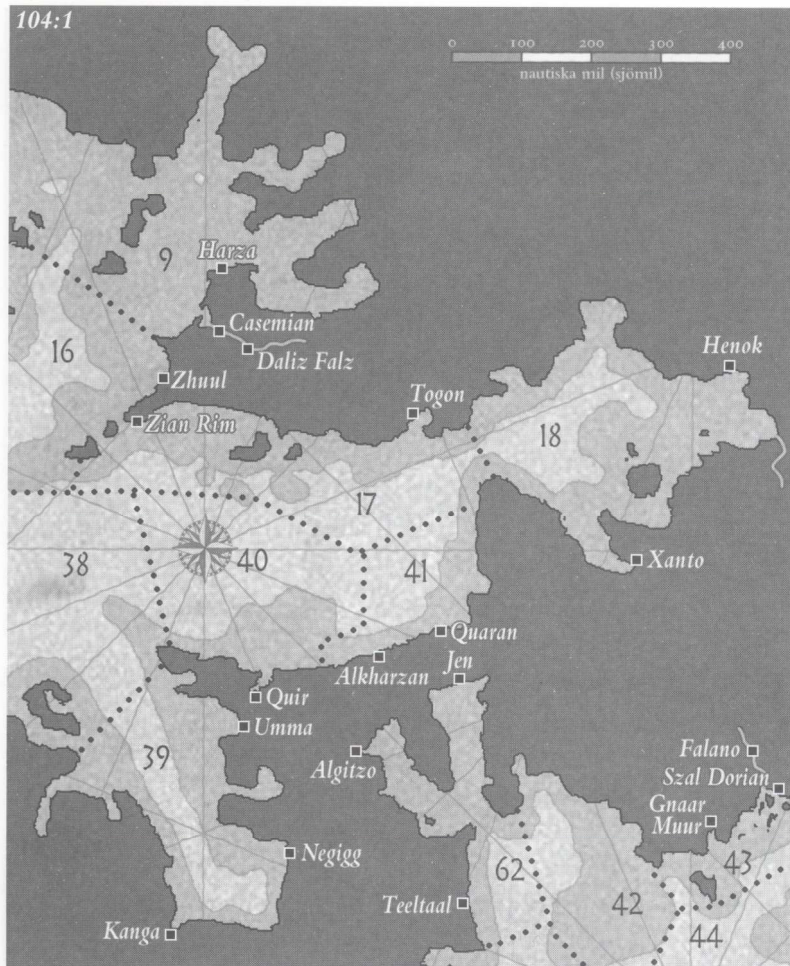 104:1
0 100 200 300 400
nautiska mil (sjömil)
9
Harza
Casemian
Daliz Falz
16
Zhuul
Henok
Togon
Zian Rim
18
17
38
40
41
Xanto
Quaran
Alkharzan
Jen
Quir
Umma
39
Algitzo
Falano
Szal Dorian
Gnaar
Muur
Negigg
62
43
Teeltaal
42
Kanga
44